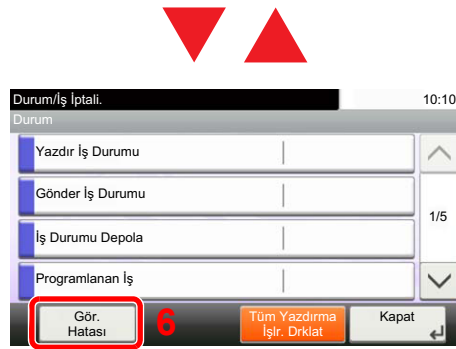 Durum/İş İptali.
10:10
Durum
Yazdır İş Durumu
Gönder İş Durumu
İş Durumu Depola
1/5
Programlanan İş
Gör.
Hatası
6
Tüm Yazdırma
İşlr. Drklat
Kapat